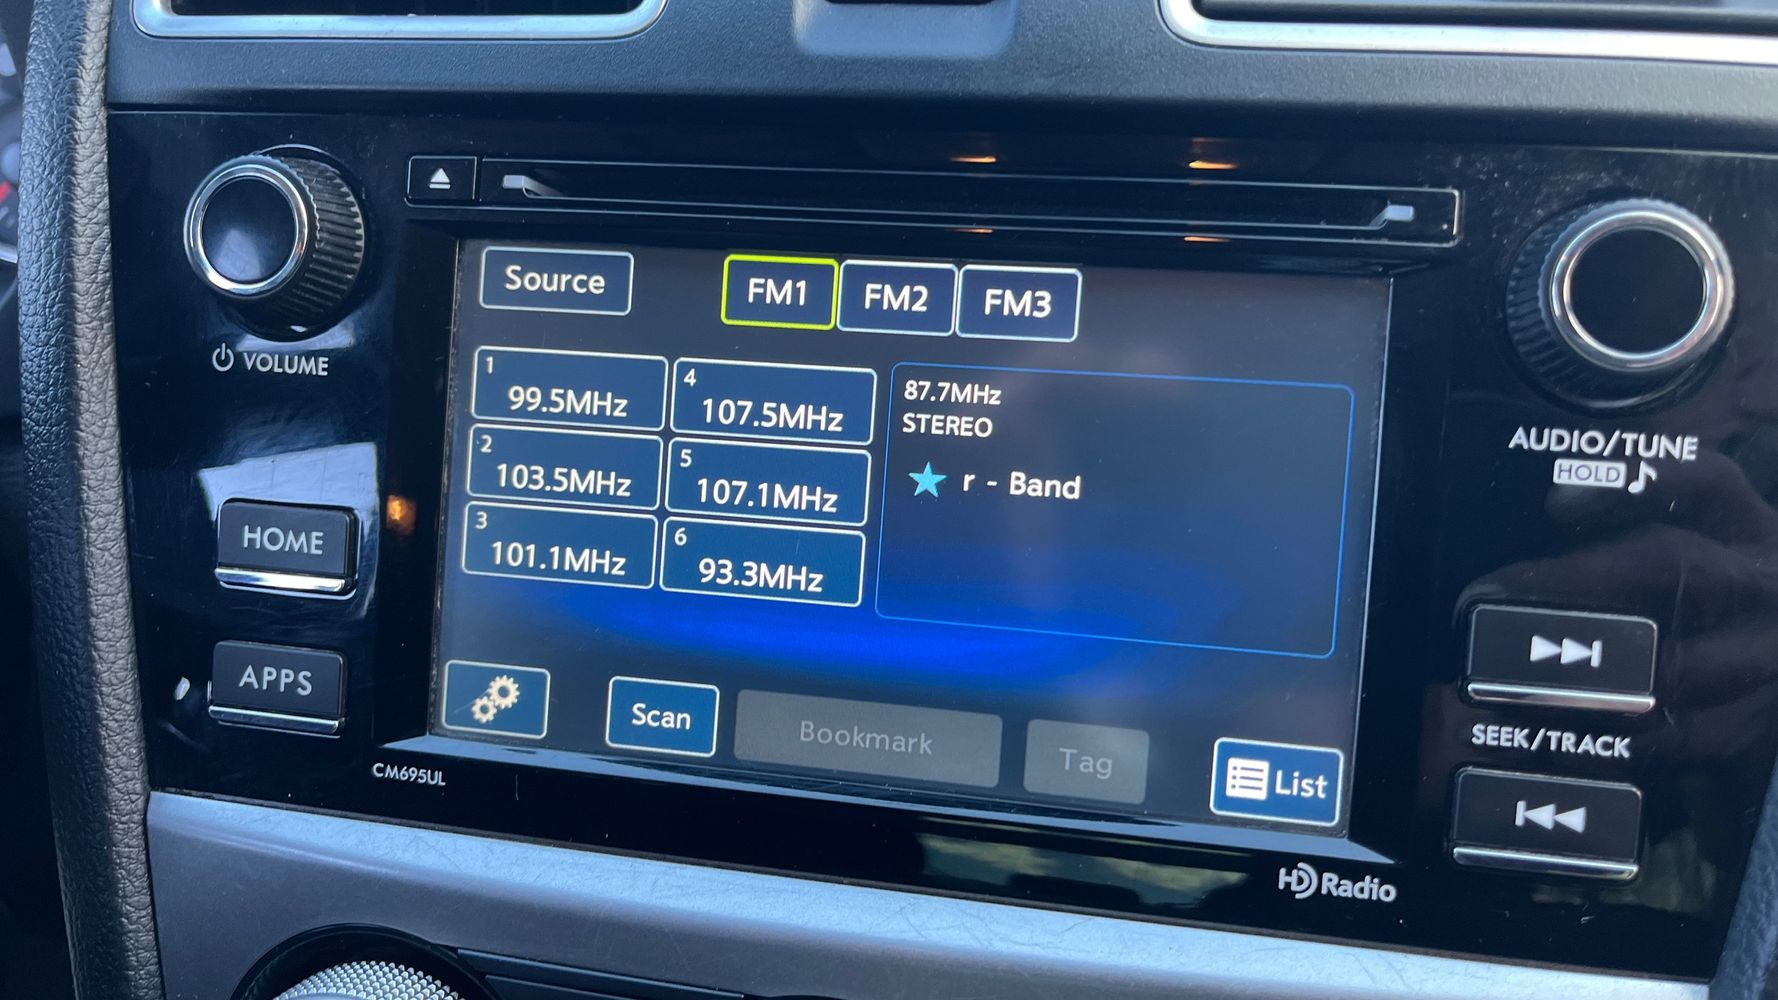 VOLUME
HOME
APPS
CM695UL
Source
FM1
FM2
FM3
1
99.5MHz
2
103.5MHz
3
101.1MHz
4
107.5MHz
5
107.1MHz
6
93.3MHz
87.7MHz
STEREO
r - Band
Scan
Bookmark
Tag
List
AUDIO/TUNE
HOLD
SEEK/TRACK
HD Radio